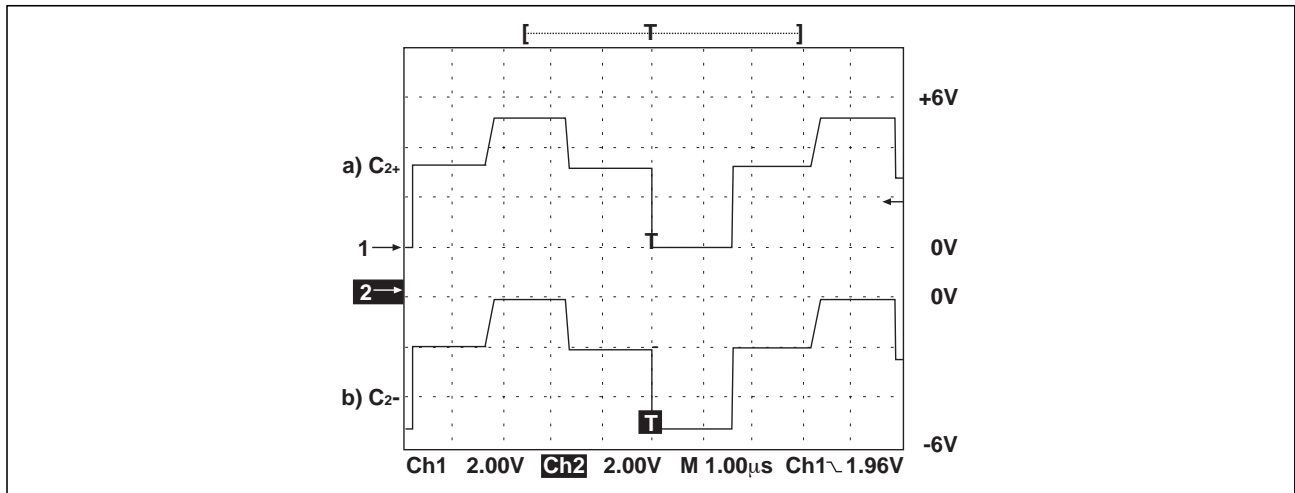 [ T ]
+6V
a) C2+
T
1
0V
2
0V
b) C2-
T
-6V
Ch1 2.00V Ch2 2.00V M 1.00µs Ch1 1.96V